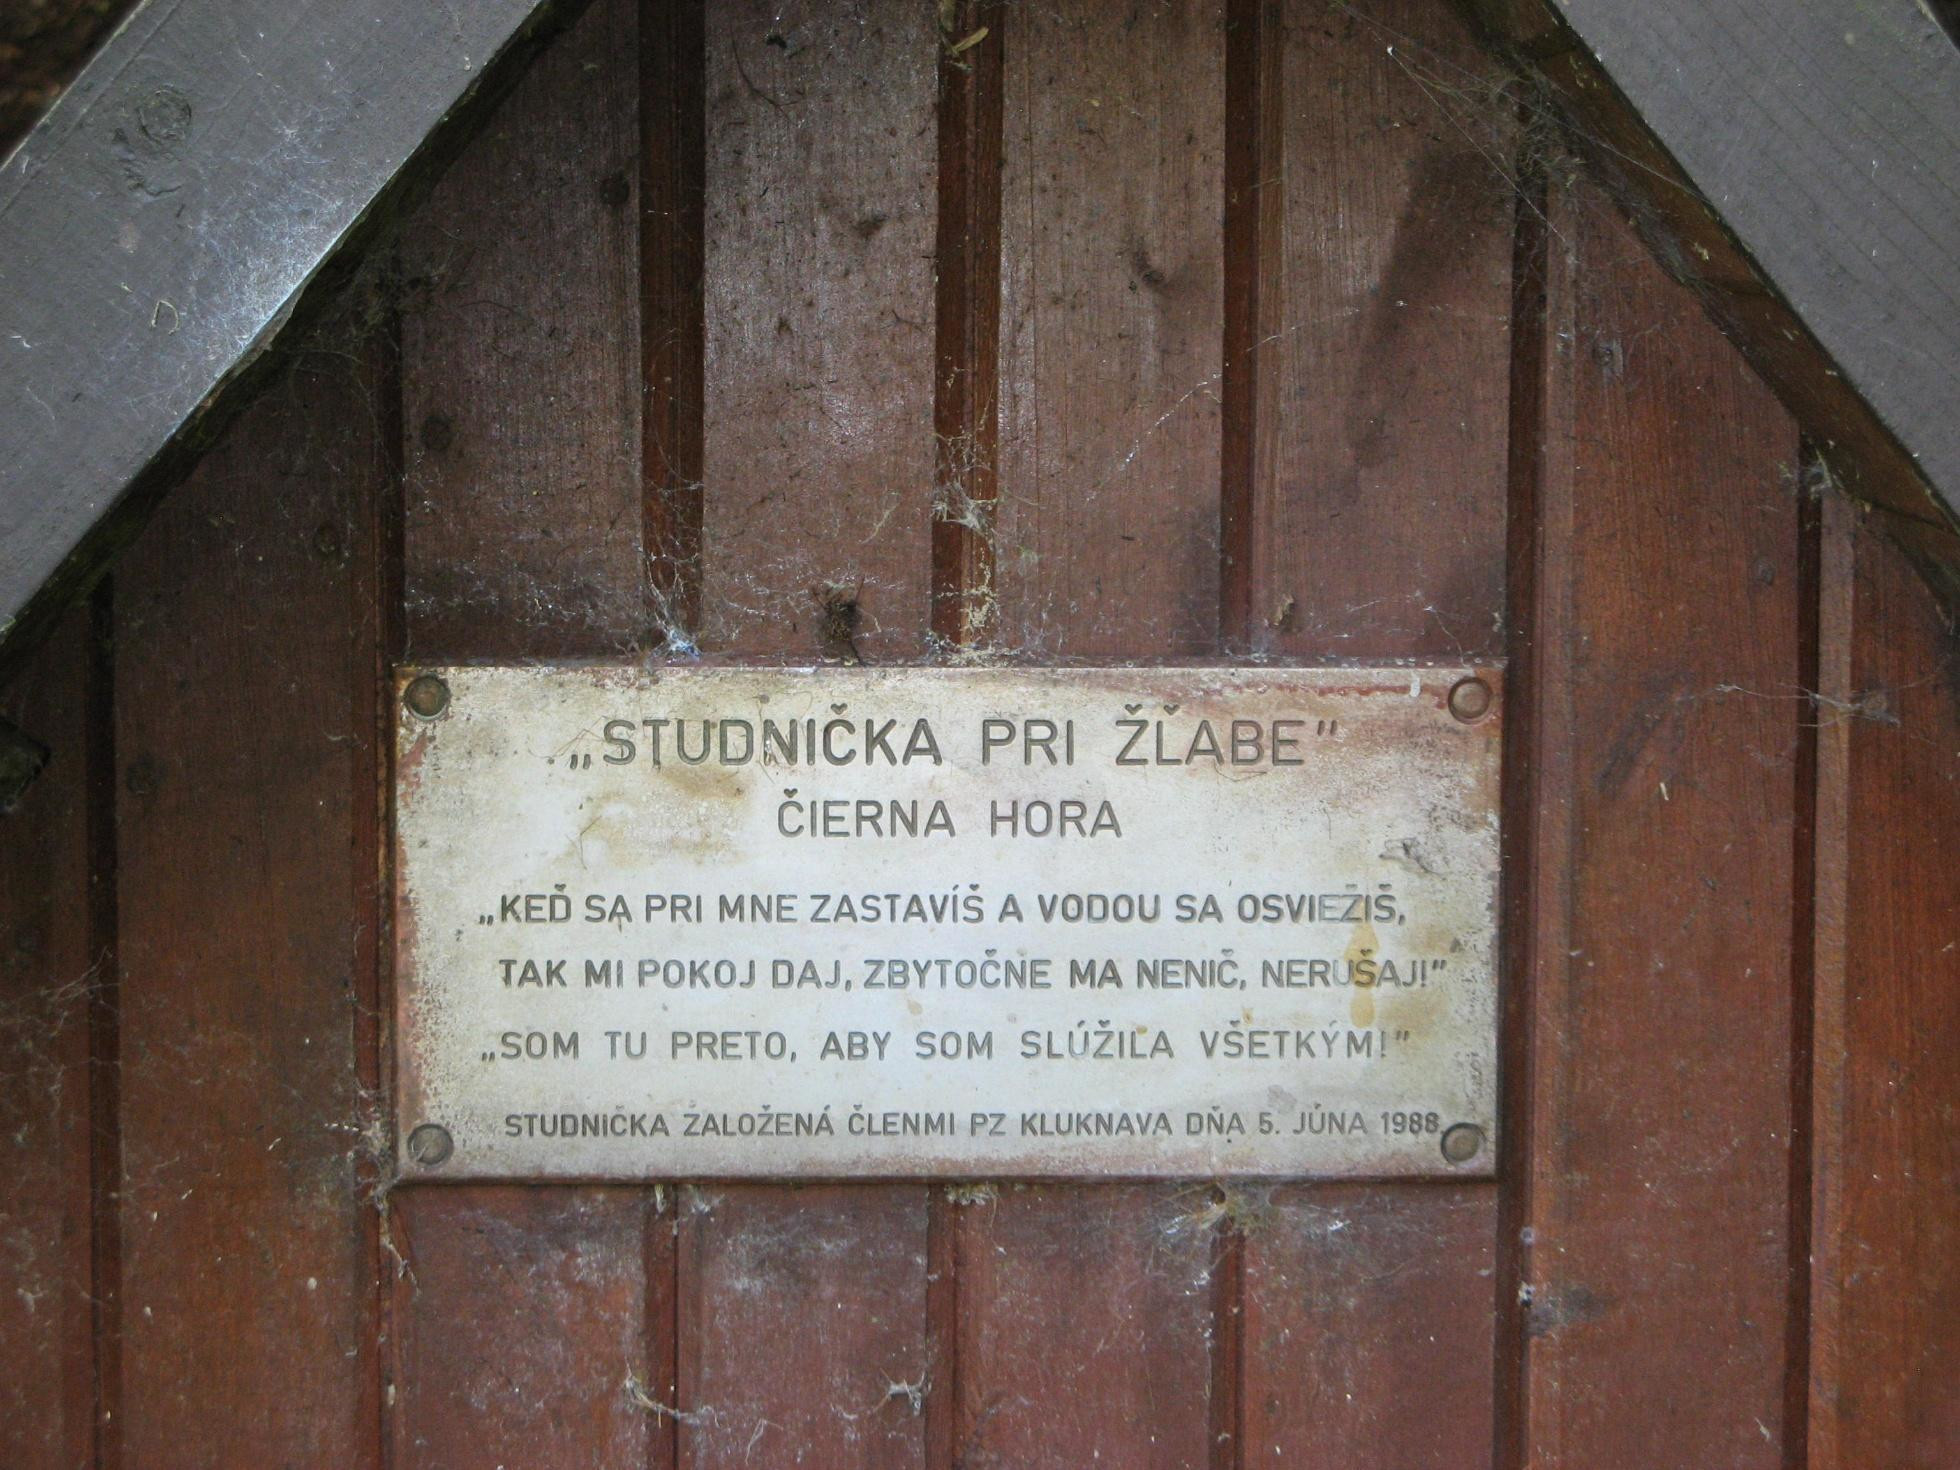 „STUDNIČKA PRI ŽĽABE”
ČIERNA HORA
„KEĎ SA PRI MNE ZASTAVÍŠ A VODOU SA OSVIEŽIŠ,
TAK MI POKOJ DAJ, ZBYTOČNE MA NENIČ, NERUŠAJ!”
„SOM TU PRETO, ABY SOM SLÚŽILA VŠETKÝM!”
STUDNIČKA ZALOŽENÁ ČLENMI PZ KLUKNAVA DŇA 5. JÚNA 1988.